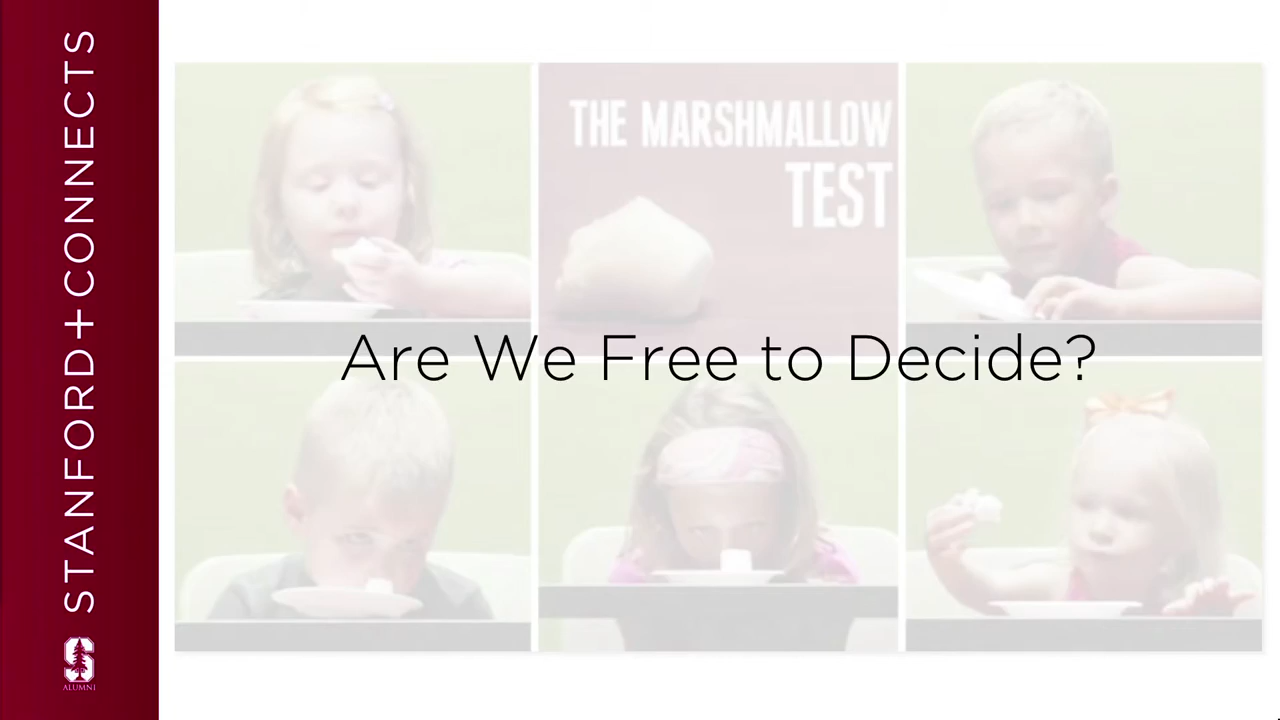 STANFORD+CONNECTS
S
ALUMNI
THE MARSHMALLOW
TEST
Are We Free to Decide?